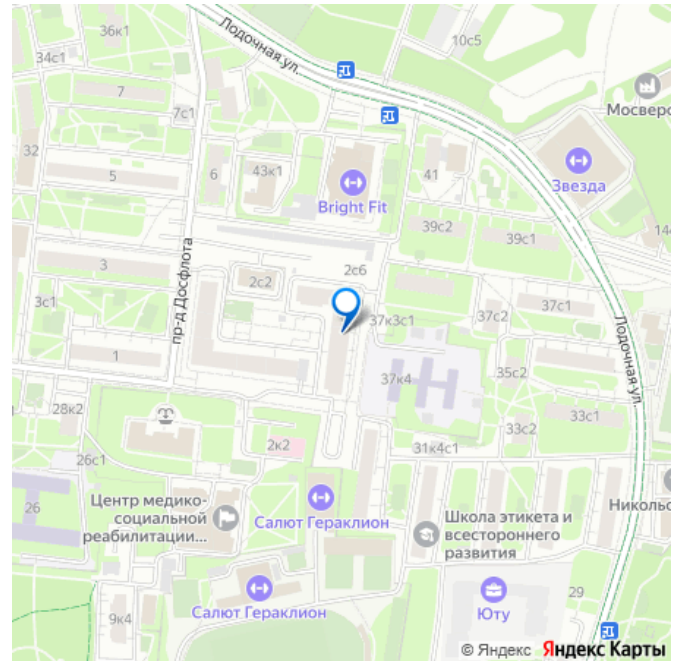 36к1
Лодочная ул.
10с5
34с1
7
Мосверс
7с1
32
5
6
43к1
41
Звезда
Bright Fit
39с2
39с1
14
пр-д Досфлота
3
2с2
2с6
3с1
37к3с1
37с2
37с1
Лодочная ул.
1
37к4
35с2
28к2
33с1
33с2
2к2
31к4с1
26с1
26
Центр медико-
социальной
реабилитации...
Салют Гераклион
Школа этикета и
всестороннего
развития
Никольс
Салют Гераклион
Юту
29
9к4
© Яндекс Яндекс Карты